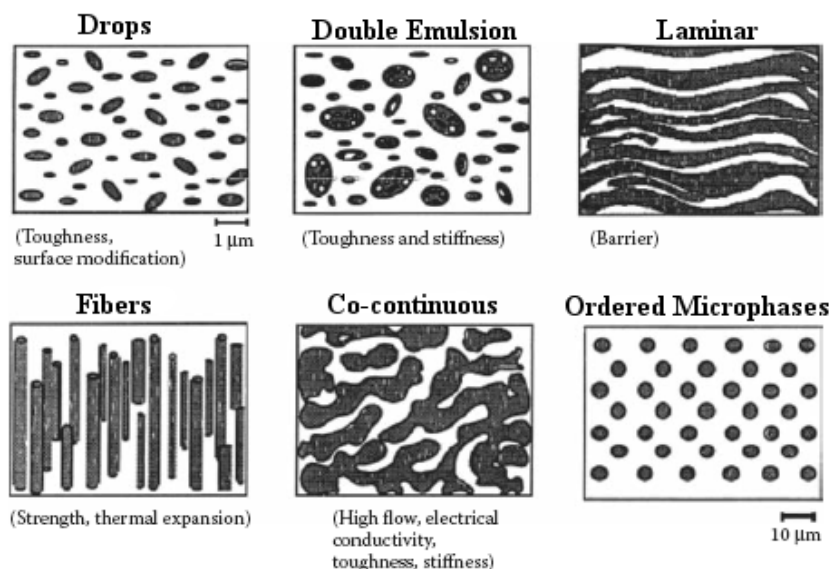 Drops
Double Emulsion
Laminar
1 μm
(Toughness,
surface modification)
(Toughness and stiffness)
(Barrier)
Fibers
Co-continuous
Ordered Microphases
(Strength, thermal expansion)
(High flow, electrical
conductivity,
toughness, stiffness)
10 μm